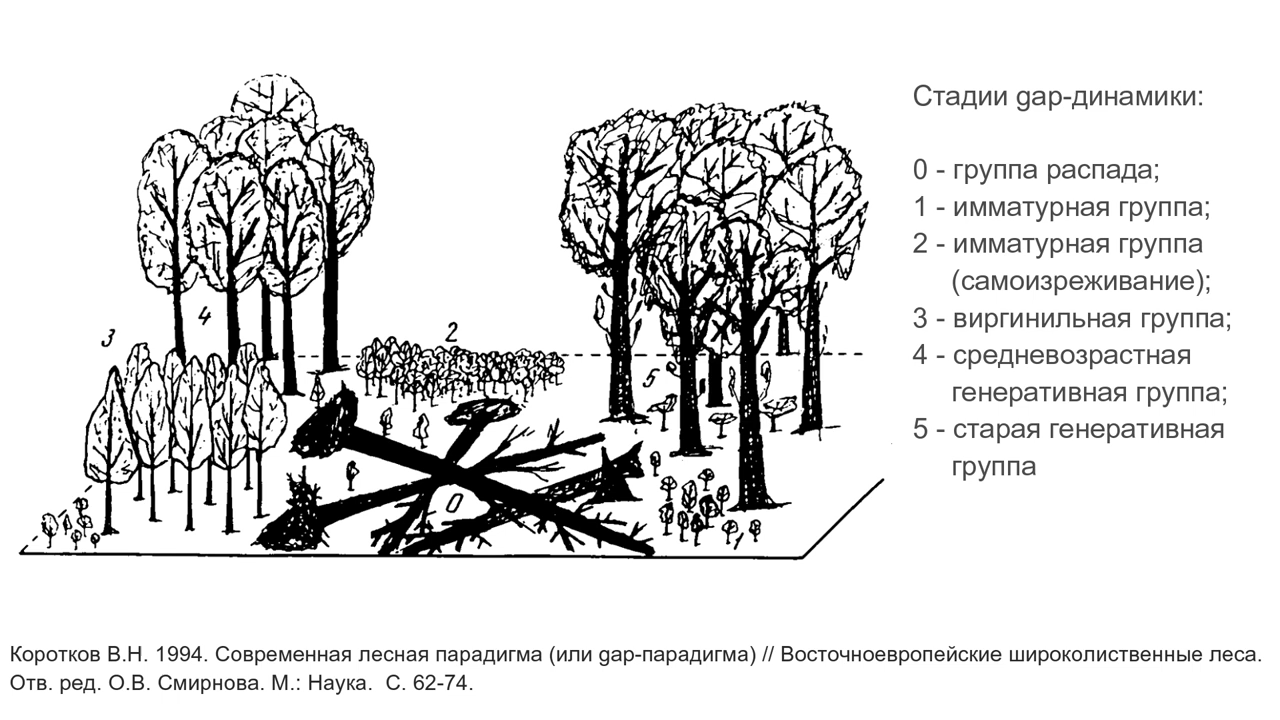 Стадии gap-динамики:
0 - группа распада;
1 - имматурная группа;
2 - имматурная группа
(самоизреживание);
3 - виргинильная группа;
4 - средневозрастная
генеративная группа;
5 - старая генеративная
группа
3
4
2
5
0
1
Коротков В.Н. 1994. Современная лесная парадигма (или gap-парадигма) // Восточноевропейские широколиственные леса.
Отв. ред. О.В. Смирнова. М.: Наука. С. 62-74.